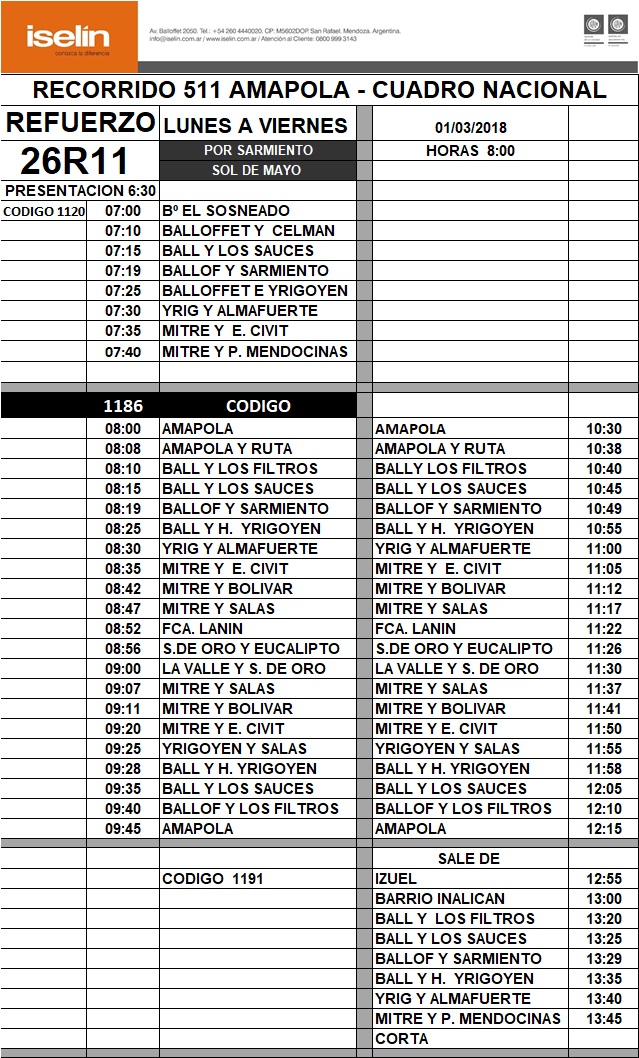 iselin
conozca la diferencia
Av. Balloffet 2050. Tel.: +54 260 4440020. CP: M5602DOP. San Rafael. Mendoza. Argentina.
info@iselin.com.ar / www.iselin.com.ar / Atención al Cliente: 0800 999 3143
RECORRIDO 511 AMAPOLA - CUADRO NACIONAL
REFUERZO LUNES A VIERNES 01/03/2018
26R11 POR SARMIENTO HORAS 8:00
SOL DE MAYO
PRESENTACION 6:30
CODIGO 1120 07:00 Bº EL SOSNEADO
07:10 BALLOFFET Y CELMAN
07:15 BALL Y LOS SAUCES
07:19 BALLOF Y SARMIENTO
07:25 BALLOFFET E YRIGOYEN
07:30 YRIG Y ALMAFUERTE
07:35 MITRE Y E. CIVIT
07:40 MITRE Y P. MENDOCINAS
1186 CODIGO
08:00 AMAPOLA AMAPOLA 10:30
08:08 AMAPOLA Y RUTA AMAPOLA Y RUTA 10:38
08:10 BALL Y LOS FILTROS BALLY LOS FILTROS 10:40
08:15 BALL Y LOS SAUCES BALL Y LOS SAUCES 10:45
08:19 BALLOF Y SARMIENTO BALLOF Y SARMIENTO 10:49
08:25 BALL Y H. YRIGOYEN BALL Y H. YRIGOYEN 10:55
08:30 YRIG Y ALMAFUERTE YRIG Y ALMAFUERTE 11:00
08:35 MITRE Y E. CIVIT MITRE Y E. CIVIT 11:05
08:42 MITRE Y BOLIVAR MITRE Y BOLIVAR 11:12
08:47 MITRE Y SALAS MITRE Y SALAS 11:17
08:52 FCA. LANIN FCA. LANIN 11:22
08:56 S.DE ORO Y EUCALIPTO S.DE ORO Y EUCALIPTO 11:26
09:00 LA VALLE Y S. DE ORO LA VALLE Y S. DE ORO 11:30
09:07 MITRE Y SALAS MITRE Y SALAS 11:37
09:11 MITRE Y BOLIVAR MITRE Y BOLIVAR 11:41
09:20 MITRE Y E. CIVIT MITRE Y E. CIVIT 11:50
09:25 YRIGOYEN Y SALAS YRIGOYEN Y SALAS 11:55
09:28 BALL Y H. YRIGOYEN BALL Y H. YRIGOYEN 11:58
09:35 BALL Y LOS SAUCES BALL Y LOS SAUCES 12:05
09:40 BALLOF Y LOS FILTROS BALLOF Y LOS FILTROS 12:10
09:45 AMAPOLA AMAPOLA 12:15
SALE DE
CODIGO 1191 IZUEL 12:55
BARRIO INALICAN 13:00
BALL Y LOS FILTROS 13:20
BALL Y LOS SAUCES 13:25
BALLOF Y SARMIENTO 13:29
BALL Y H. YRIGOYEN 13:35
YRIG Y ALMAFUERTE 13:40
MITRE Y P. MENDOCINAS 13:45
CORTA